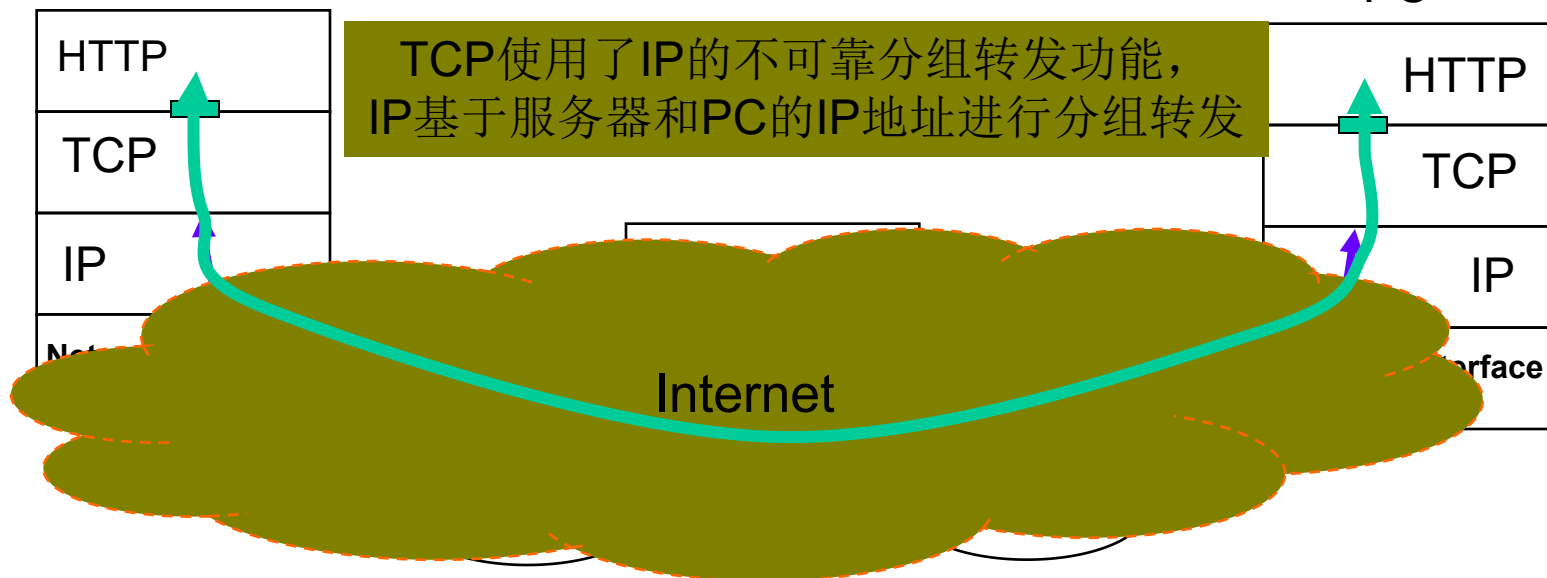 HTTP
TCP
IP
TCP使用了IP的不可靠分组转发功能，
IP基于服务器和PC的IP地址进行分组转发
HTTP
TCP
IP
Internet